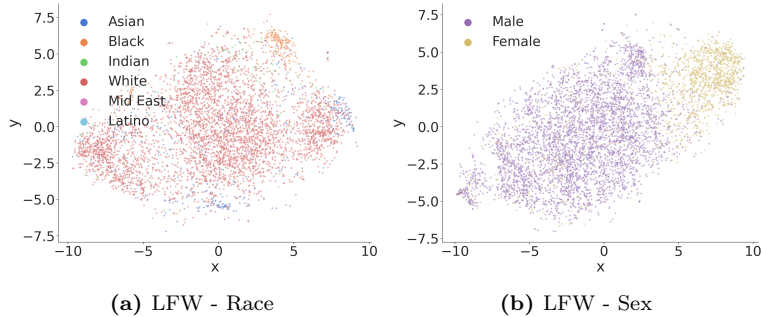 7.5
5.0
2.5
0.0
−2.5
−5.0
−7.5
y
Asian
Black
Indian
White
Mid East
Latino
−10 −5 0 5 10
x
(a) LFW - Race
7.5
5.0
2.5
0.0
−2.5
−5.0
−7.5
y
Male
Female
−10 −5 0 5 10
x
(b) LFW - Sex